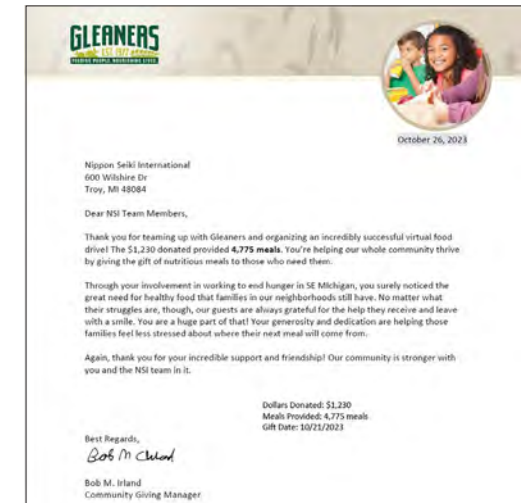 GLEANERS
EST. 1977
FEEDING PEOPLE. NOURISHING LIVES.
October 26, 2023
Nippon Seiki International
600 Wilshire Dr
Troy, MI 48084
Dear NSI Team Members,
Thank you for teaming up with Gleaners and organizing an incredibly successful virtual food
drive! The $1,230 donated provided 4,775 meals. You're helping our whole community thrive
by giving the gift of nutritious meals to those who need them.
Through your involvement in working to end hunger in SE Michigan, you surely noticed the
great need for healthy food that families in our neighborhoods still have. No matter what
their struggles are, though, our guests are always grateful for the help they receive and leave
with a smile. You are a huge part of that! Your generosity and dedication are helping those
families feel less stressed about where their next meal will come from.
Again, thank you for your incredible support and friendship! Our community is stronger with
you and the NSI team in it.
Dollars Donated: $1,230
Meals Provided: 4,775 meals
Gift Date: 10/21/2023
Best Regards,
Bob M
Bob M. Irland
Community Giving Manager